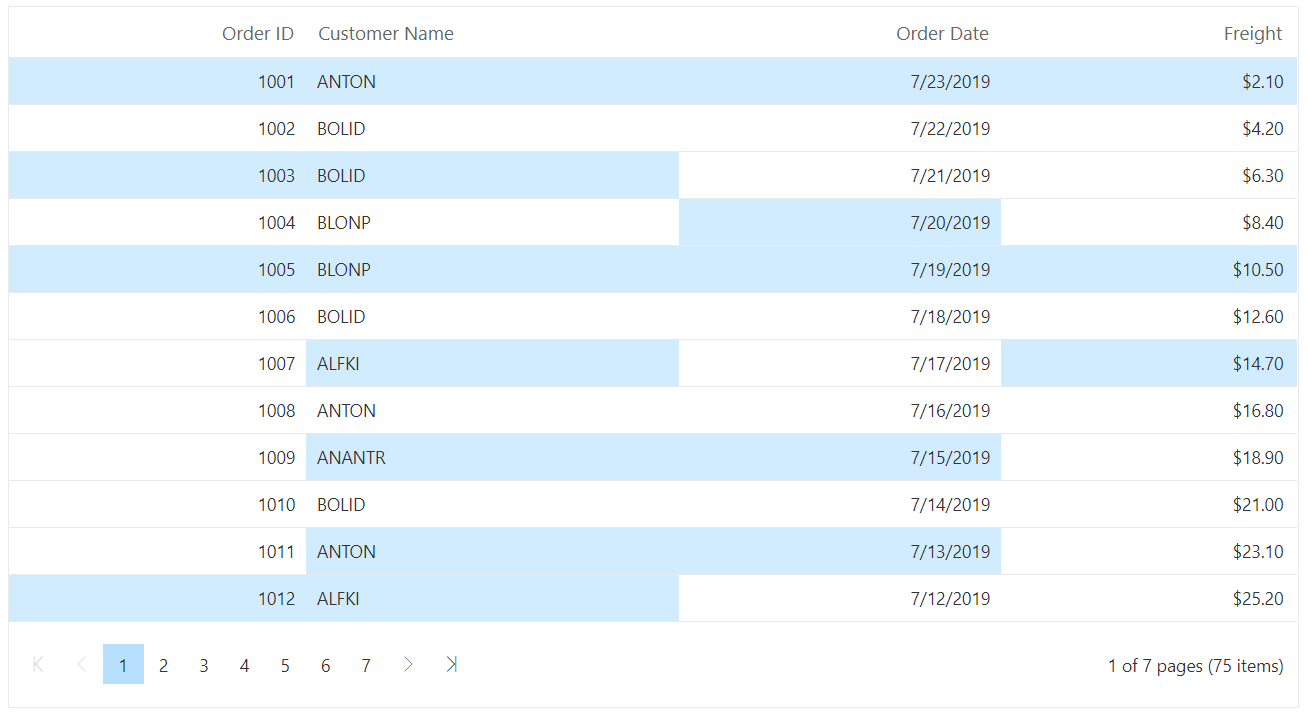 Order ID Customer Name Order Date Freight
1001 ANTON 7/23/2019 $2.10
1002 BOLID 7/22/2019 $4.20
1003 BOLID 7/21/2019 $6.30
1004 BLONP 7/20/2019 $8.40
1005 BLONP 7/19/2019 $10.50
1006 BOLID 7/18/2019 $12.60
1007 ALFKI 7/17/2019 $14.70
1008 ANTON 7/16/2019 $16.80
1009 ANANTR 7/15/2019 $18.90
1010 BOLID 7/14/2019 $21.00
1011 ANTON 7/13/2019 $23.10
1012 ALFKI 7/12/2019 $25.20
1 2 3 4 5 6 7 1 of 7 pages (75 items)